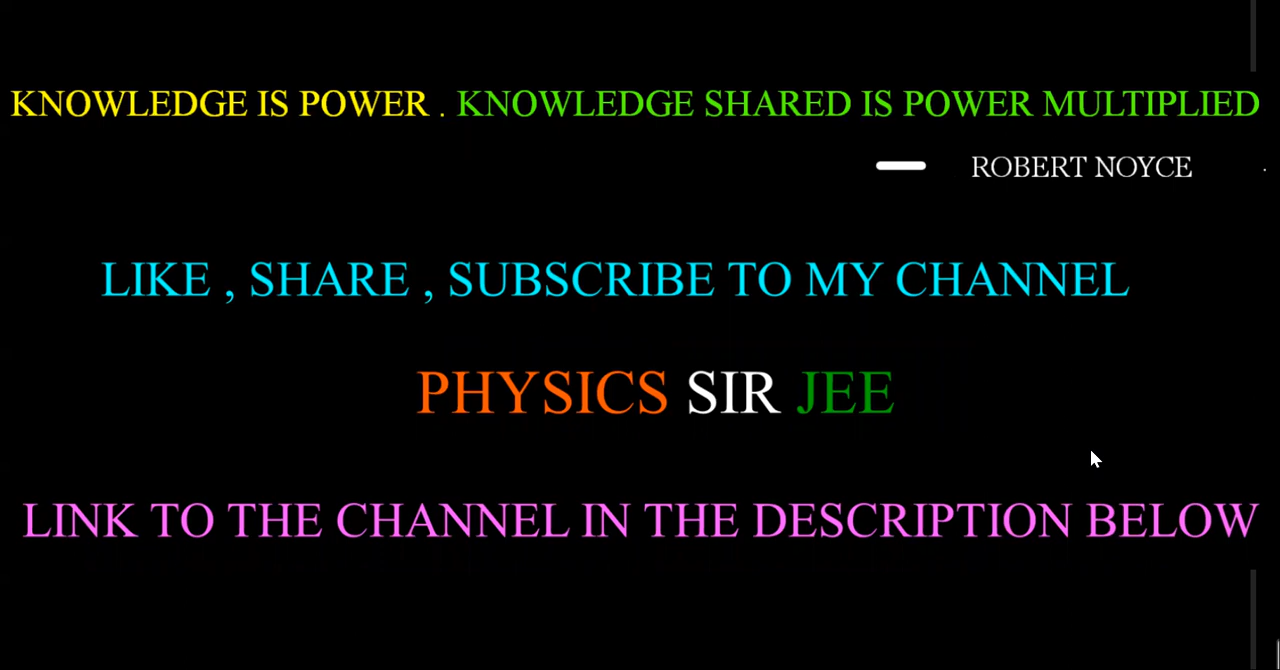 KNOWLEDGE IS POWER . KNOWLEDGE SHARED IS POWER MULTIPLIED
— ROBERT NOYCE
LIKE , SHARE , SUBSCRIBE TO MY CHANNEL
PHYSICS SIR JEE
LINK TO THE CHANNEL IN THE DESCRIPTION BELOW